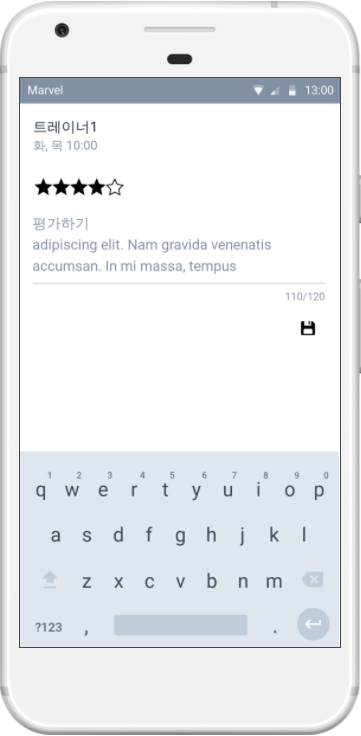 Marvel 13:00
트레이너1
화, 목 10:00
평가하기
adipiscing elit. Nam gravida venenatis
accumsan. In mi massa, tempus
110/120
1 2 3 4 5 6 7 8 9 0
q w e r t y u i o p
a s d f g h j k l
z x c v b n m
?123 , .